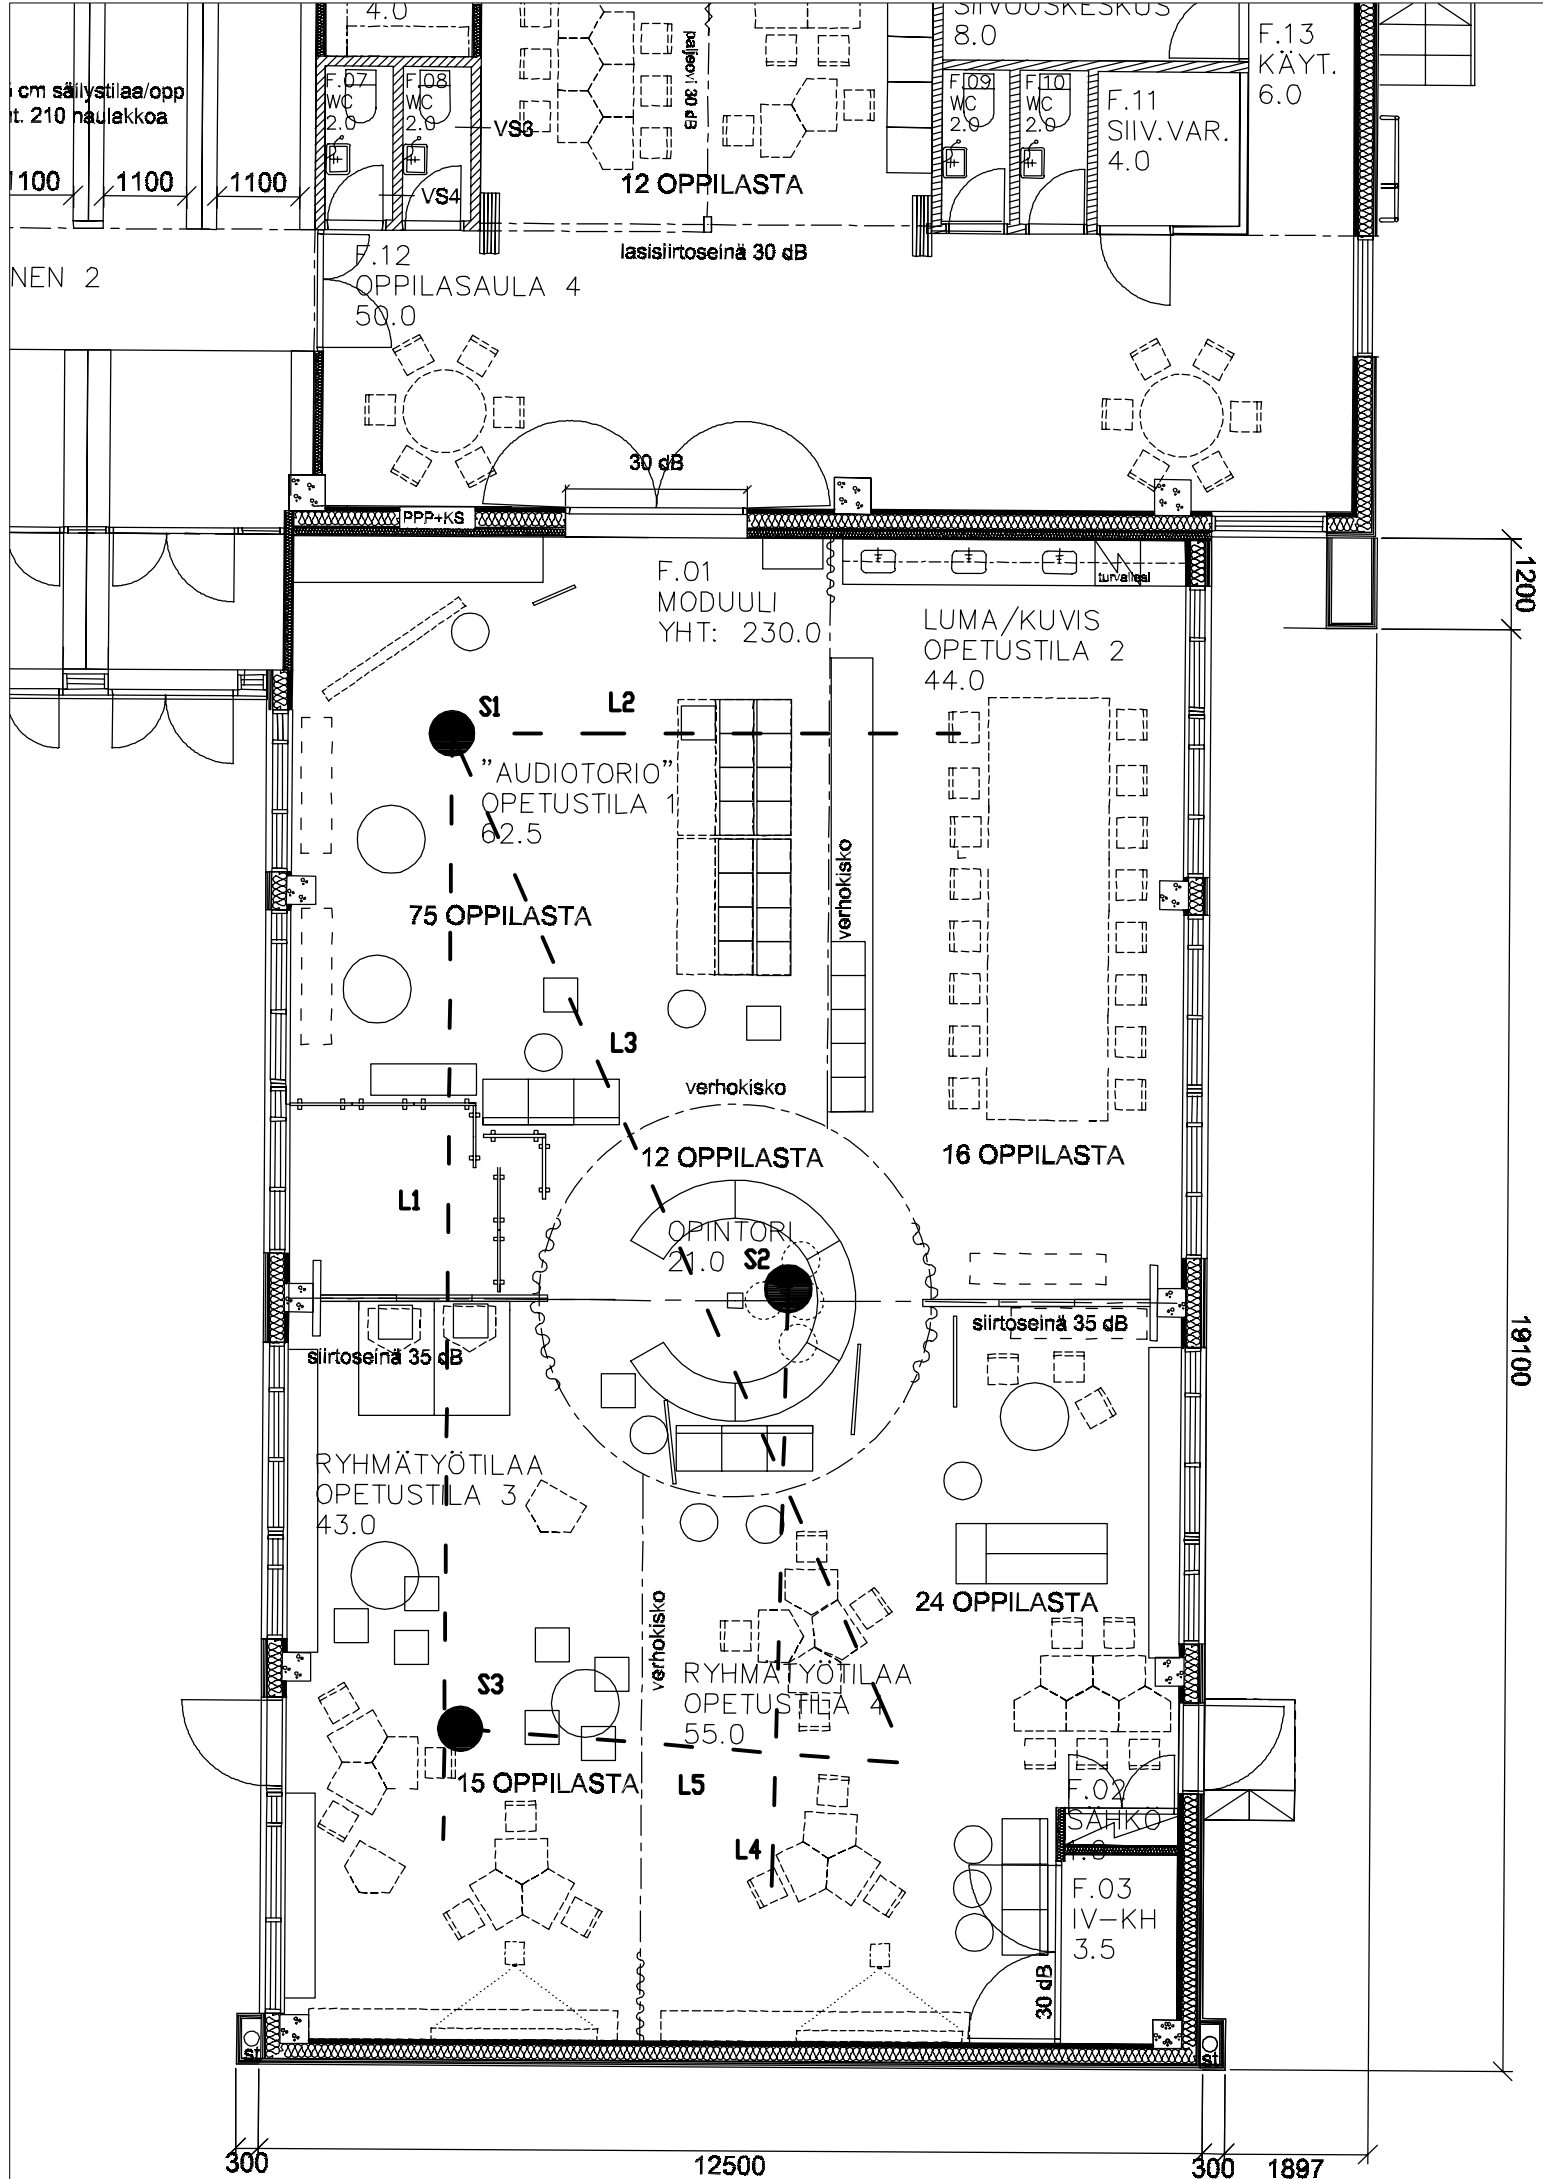 4.0
SIIVOUSKESKUS
8.0
F.13
KÄYT.
6.0
cm säilystilaa/opp
210 naulakkoa
F.07
WC
2.0
F.08
WC
2.0
VS3
VS4
paljeovi 30 dB
F.09
WC
2.0
F.10
WC
2.0
F.11
SIIV.VAR.
4.0
1100
1100
1100
12 OPPILASTA
lasisiirtoseinä 30 dB
NEN 2
F.12
OPPILASAULA 4
50.0
30 dB
PPP+KS
1200
F.01
MODUULI
YHT: 230.0
LUMA/KUVIS
OPETUSTILA 2
44.0
S1
L2
"AUDIOTORIO"
OPETUSTILA 1
62.5
verhokisko
75 OPPILASTA
L3
verhokisko
12 OPPILASTA
16 OPPILASTA
L1
OPINTORI
21.0
S2
siirtoseinä 35 dB
siirtoseinä 35 dB
19100
RYHMÄTYÖTILAA
OPETUSTILA 3
43.0
verhokisko
24 OPPILASTA
RYHMÄTYÖTILAA
OPETUSTILA 4
55.0
S3
15 OPPILASTA
L5
L4
F.02
SÄHKÖ
F.03
IV-KH
3.5
30 dB
st
st
300
12500
300
1897